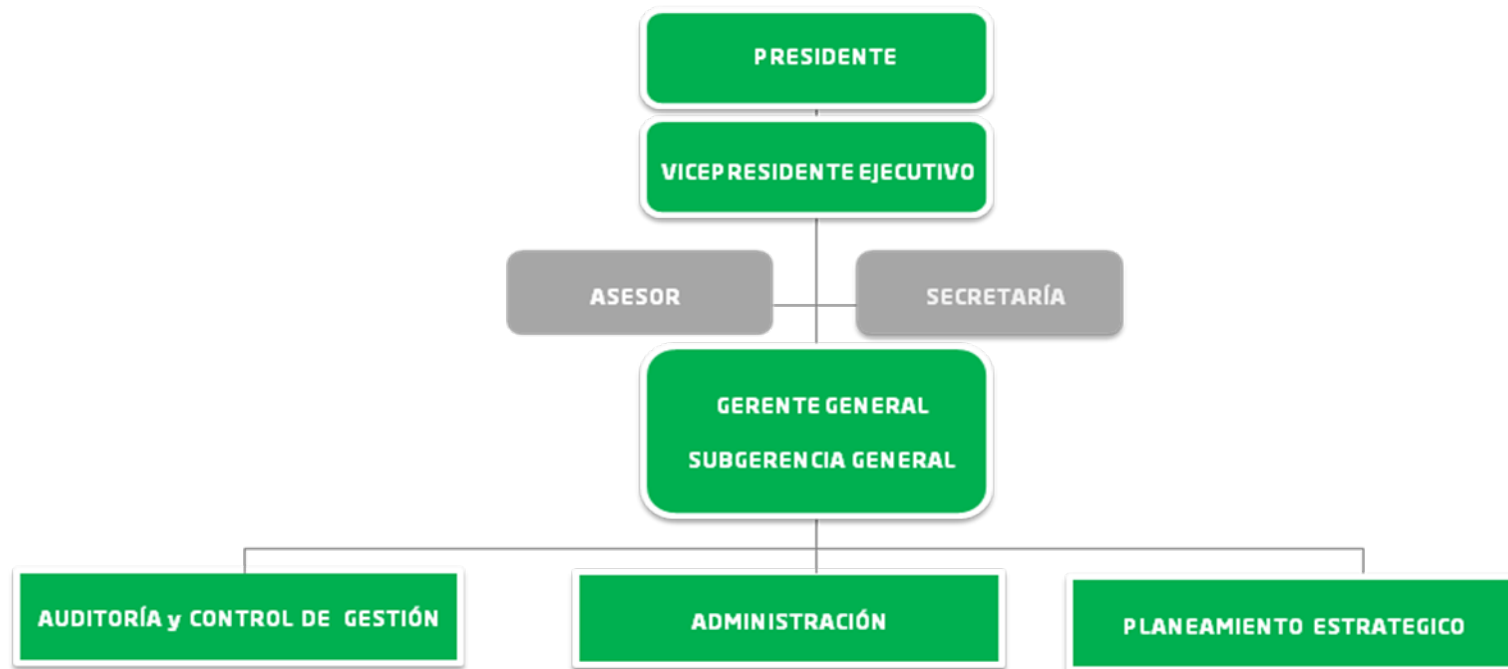 PRESIDENTE
VICEPRESIDENTE EJECUTIVO
ASESOR
SECRETARÍA
GERENTE GENERAL
SUBGERENCIA GENERAL
AUDITORÍA y CONTROL DE GESTIÓN
ADMINISTRACIÓN
PLANEAMIENTO ESTRATEGICO